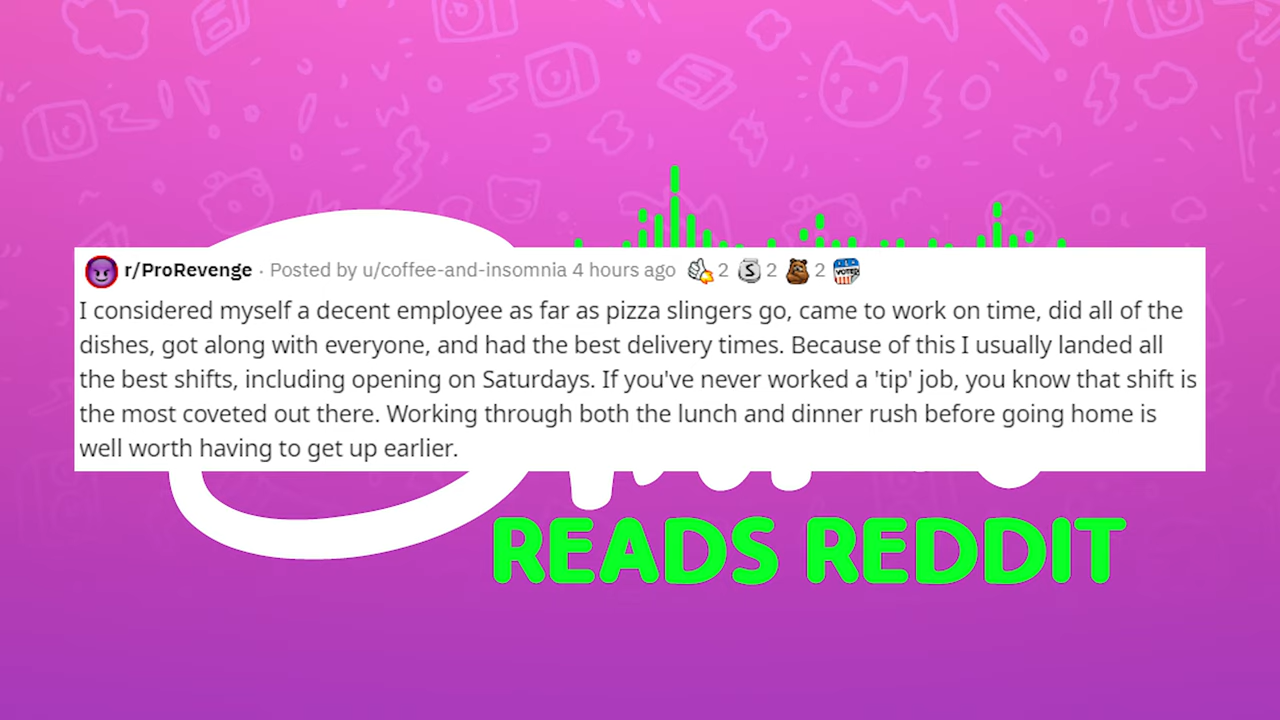 r/ProRevenge · Posted by u/coffee-and-insomnia 4 hours ago 2 S 2 2 VOTED
I considered myself a decent employee as far as pizza slingers go, came to work on time, did all of the
dishes, got along with everyone, and had the best delivery times. Because of this I usually landed all
the best shifts, including opening on Saturdays. If you've never worked a 'tip' job, you know that shift is
the most coveted out there. Working through both the lunch and dinner rush before going home is
well worth having to get up earlier.
READS REDDIT